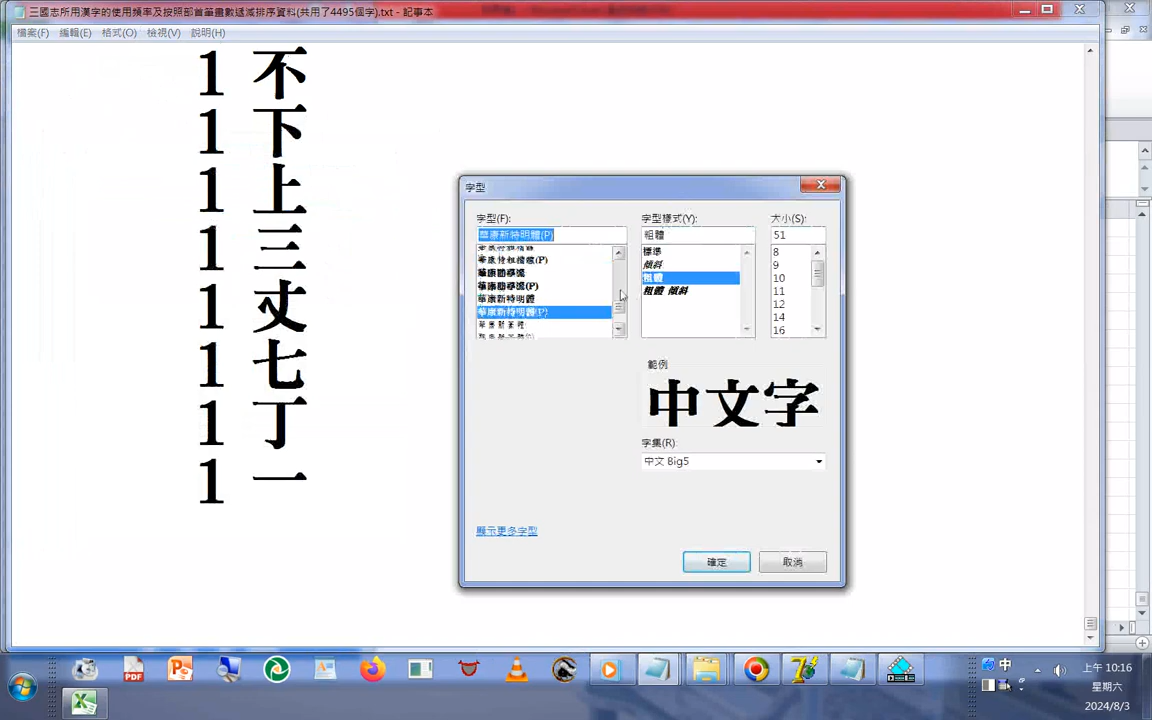 三國志所用漢字的使用頻率及按照部首筆畫數遞減排序資料(共用了4495個字).txt - 記事本
檔案(F) 編輯(E) 格式(O) 檢視(V) 說明(H)
1 不
1 下
1 上
1 三
1 丈
1 七
1 丁
1 一
字型
字型(F): 字型樣式(Y): 大小(S):
華康新特明體(P) 粗體 51
華康特粗楷體(P)
華康勘亭流
華康勘亭流(P)
華康新特明體
華康新特明體(P)
標準
傾斜
粗體
粗體 傾斜
8
9
10
11
12
14
16
範例
中文字
字集(R):
中文 Big5
顯示更多字型
確定 取消
PDF
中
上午 10:16
星期六
2024/8/3